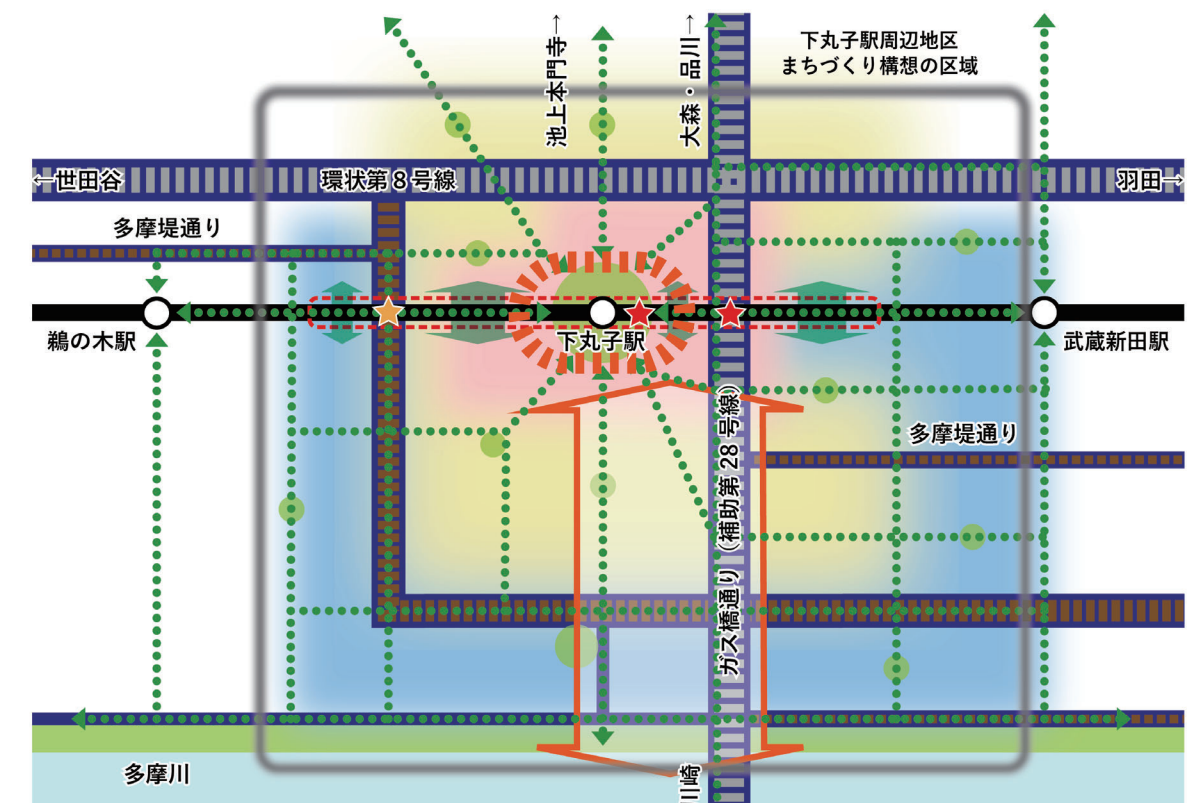 池上本門寺→
大森・品川→
下丸子駅周辺地区
まちづくり構想の区域
←世田谷
環状第８号線
羽田→
多摩堤通り
鵜の木駅
下丸子駅
武蔵新田駅
多摩堤通り
ガス橋通り（補助第28号線）
多摩川
川崎